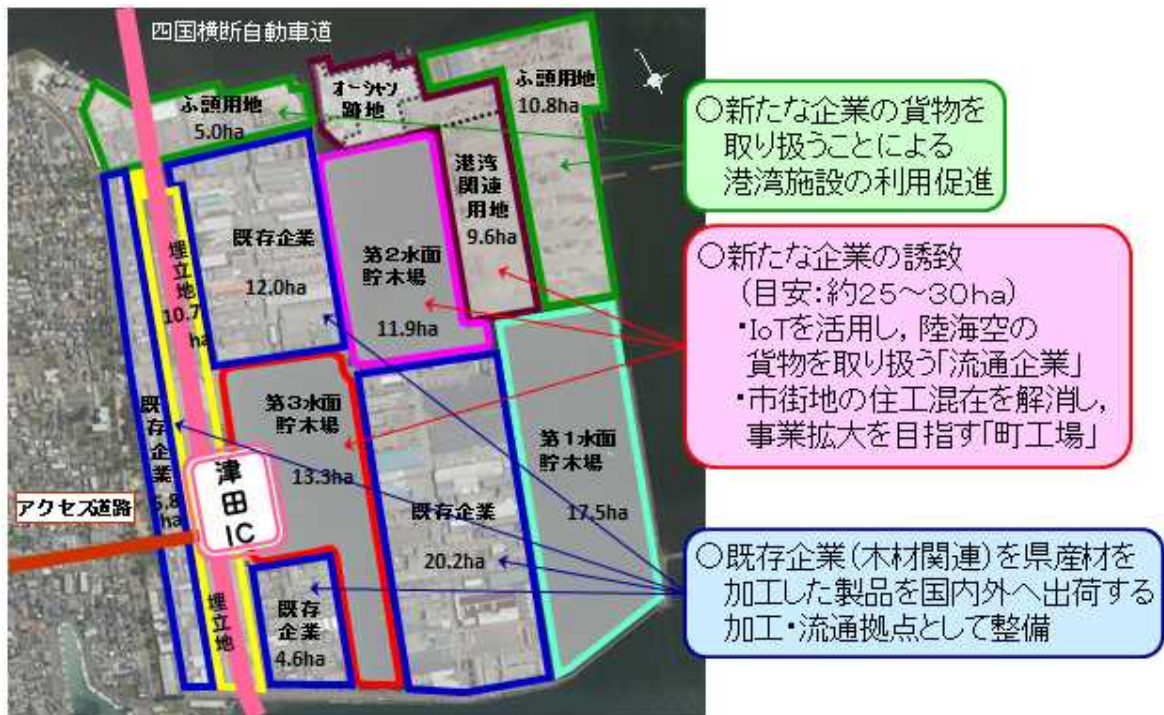 四国横断自動車道
ふ頭用地
5.0ha
オーシャン
跡地
ふ頭用地
10.8ha
港湾
関連
用地
9.6ha
既存企業
12.0ha
第2水面
貯木場
11.9ha
埋立地
10.7
ha
既存企業
5.8
ha
第3水面
貯木場
13.3ha
津田
IC
アクセス道路
既存企業
20.2ha
第1水面
貯木場
17.5ha
既存
企業
4.6ha
埋立地
○新たな企業の貨物を
取り扱うことによる
港湾施設の利用促進
○新たな企業の誘致
(目安:約25~30ha)
・IoTを活用し,陸海空の
貨物を取り扱う「流通企業」
・市街地の住工混在を解消し,
事業拡大を目指す「町工場」
○既存企業(木材関連)を県産材を
加工した製品を国内外へ出荷する
加工・流通拠点として整備